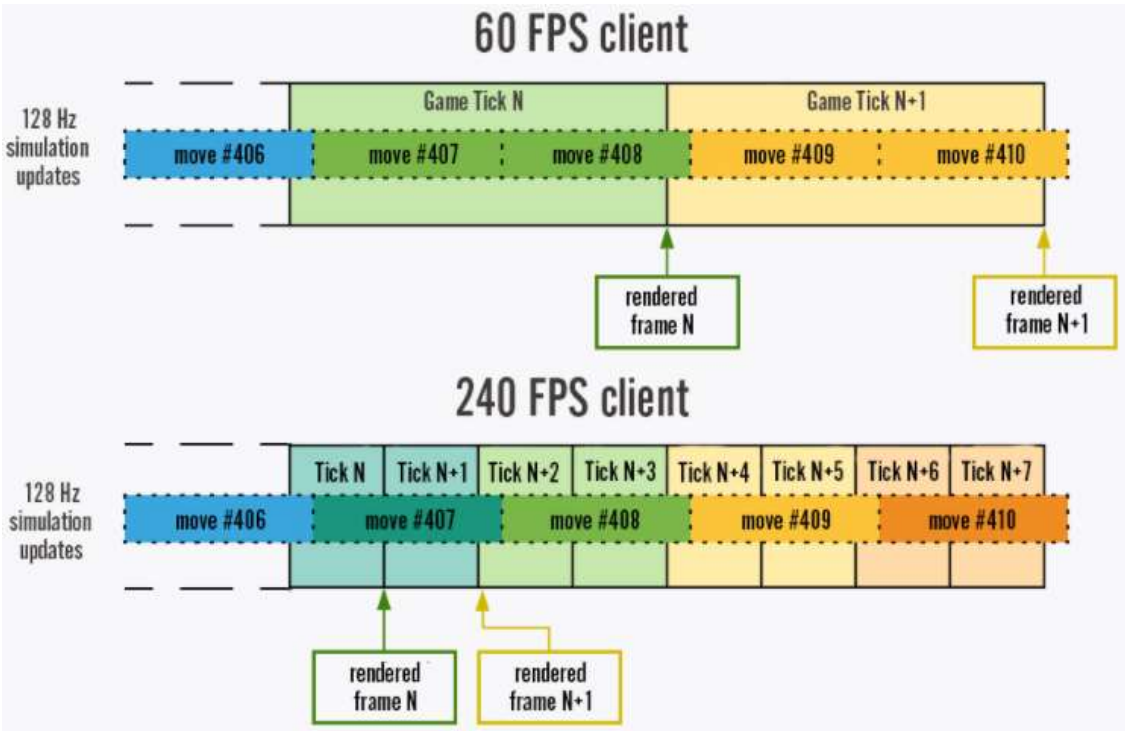 60 FPS client
Game Tick N
Game Tick N+1
128 Hz
simulation
updates
move #406
move #407
move #408
move #409
move #410
rendered
frame N
rendered
frame N+1
240 FPS client
Tick N
Tick N+1
Tick N+2
Tick N+3
Tick N+4
Tick N+5
Tick N+6
Tick N+7
128 Hz
simulation
updates
move #406
move #407
move #408
move #409
move #410
rendered
frame N
rendered
frame N+1